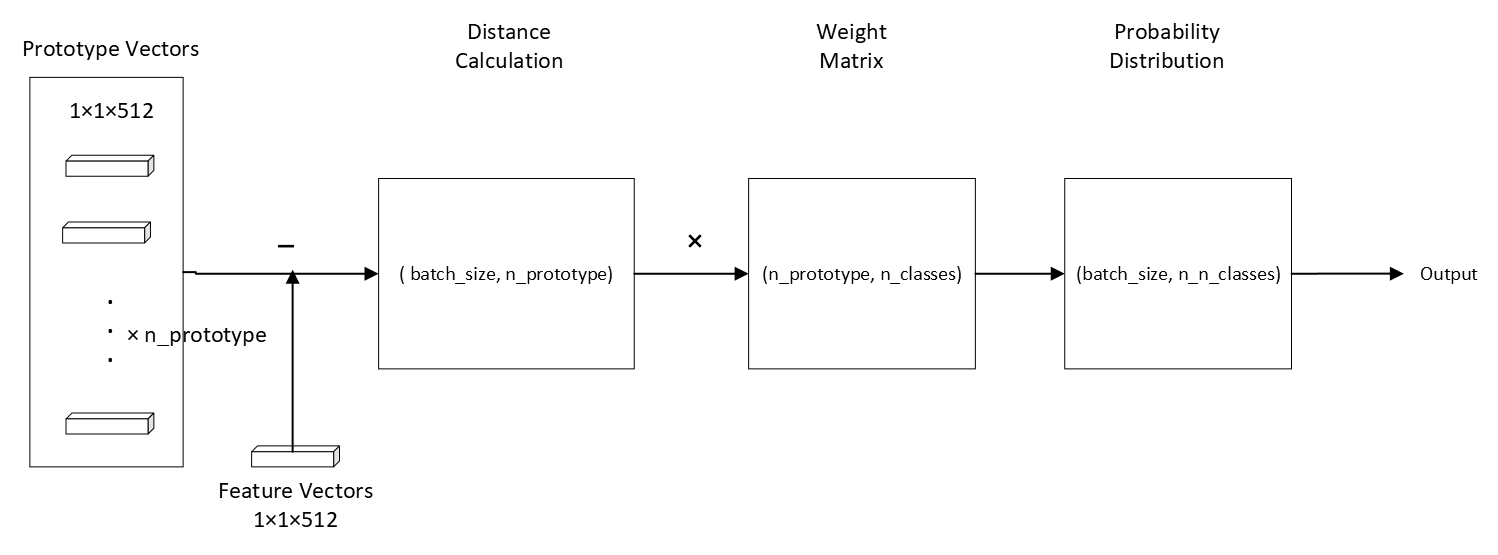 Prototype Vectors
1×1×512
× n_prototype
Feature Vectors
1×1×512
–
Distance
Calculation
( batch_size, n_prototype)
×
Weight
Matrix
(n_prototype, n_classes)
Probability
Distribution
(batch_size, n_n_classes)
Output